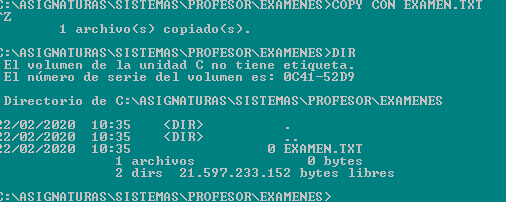 C:\ASIGNATURAS\SISTEMAS\PROFESOR\EXAMENES>COPY CON EXAMEN.TXT
^Z
        1 archivo(s) copiado(s).
C:\ASIGNATURAS\SISTEMAS\PROFESOR\EXAMENES>DIR
 El volumen de la unidad C no tiene etiqueta.
 El número de serie del volumen es: 0C41-52D9
 Directorio de C:\ASIGNATURAS\SISTEMAS\PROFESOR\EXAMENES
22/02/2020  10:35    <DIR>          .
22/02/2020  10:35    <DIR>          ..
22/02/2020  10:35                 0 EXAMEN.TXT
               1 archivos              0 bytes
               2 dirs  21.597.233.152 bytes libres
C:\ASIGNATURAS\SISTEMAS\PROFESOR\EXAMENES>